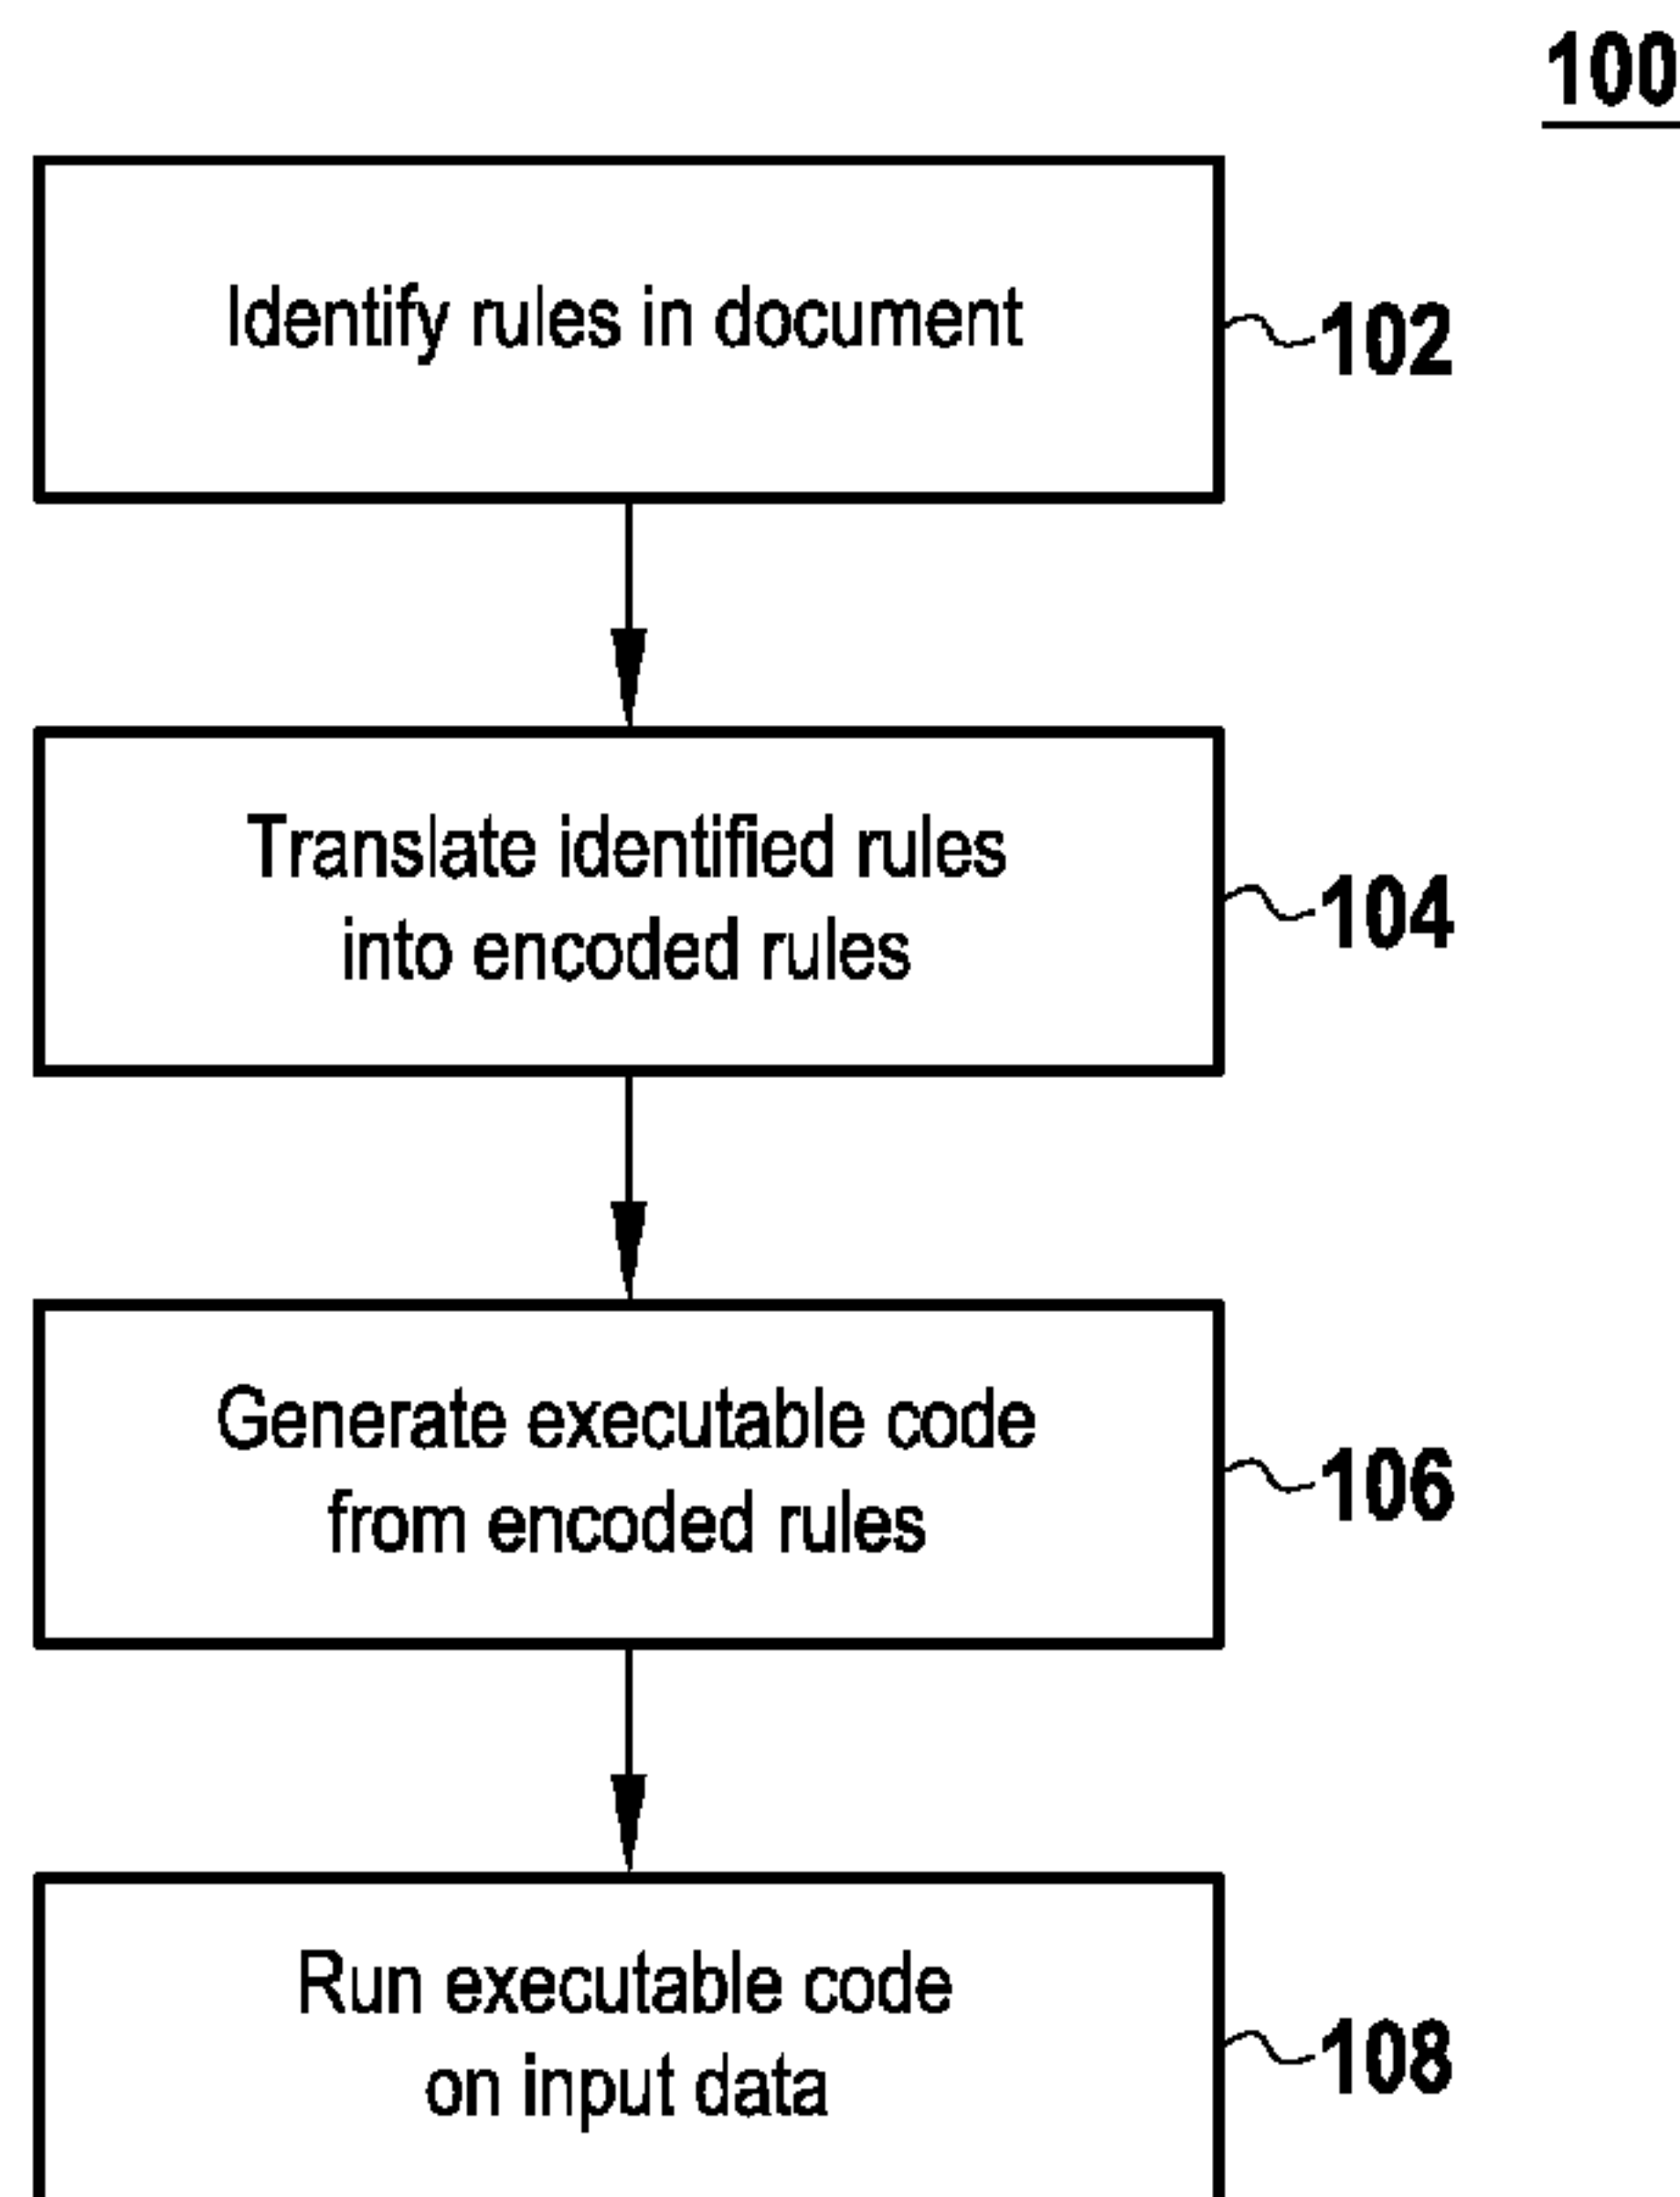 100
Identify rules in document
102
Translate identified rules
into encoded rules
104
Generate executable code
from encoded rules
106
Run executable code
on input data
108